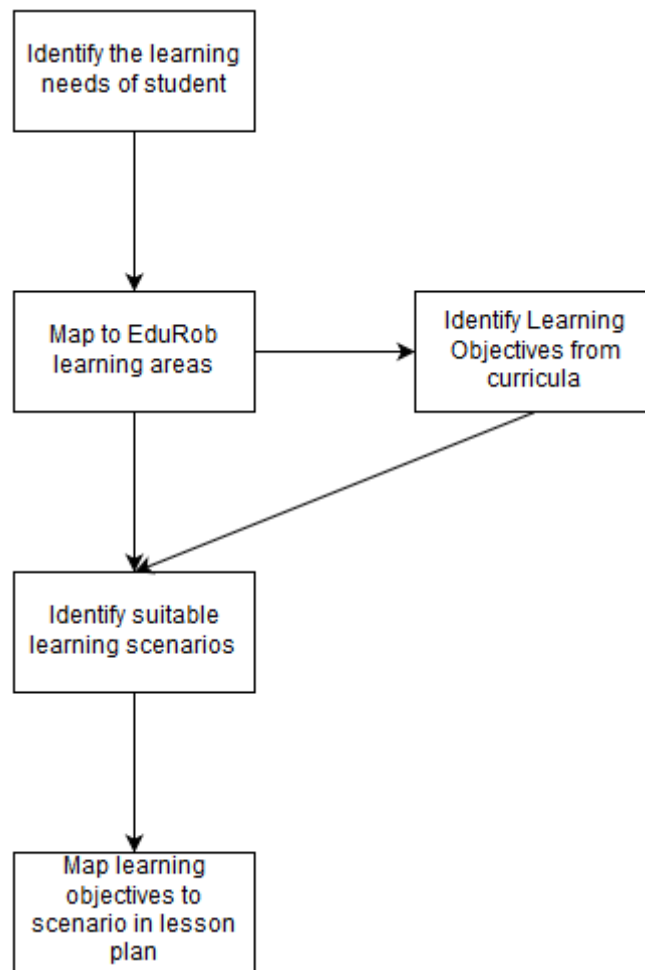 Identify the learning
needs of student
Map to EduRob
learning areas
Identify Learning
Objectives from
curricula
Identify suitable
learning scenarios
Map learning
objectives to
scenario in lesson
plan